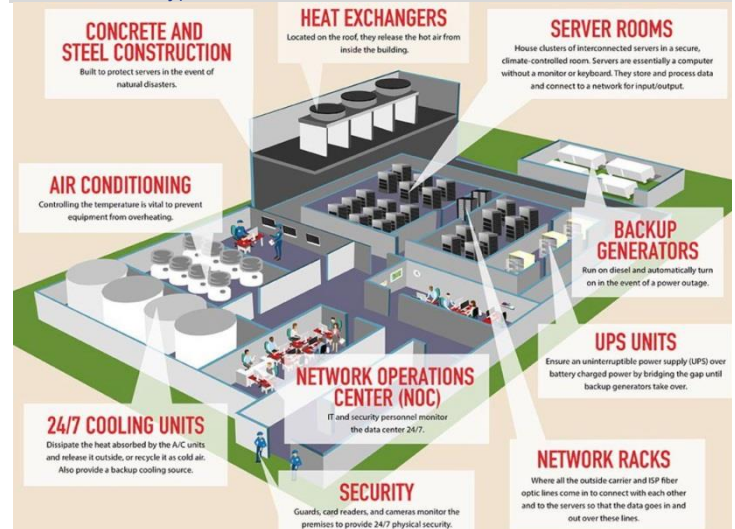 CONCRETE AND
STEEL CONSTRUCTION
Built to protect servers in the event of
natural disasters.
HEAT EXCHANGERS
Located on the roof, they release the hot air from
inside the building.
SERVER ROOMS
House clusters of interconnected servers in a secure,
climate-controlled room. Servers are essentially a computer
without a monitor or keyboard. They store and process data
and connect to a network for input/output.
AIR CONDITIONING
Controlling the temperature is vital to prevent
equipment from overheating.
BACKUP
GENERATORS
Run on diesel and automatically turn
on in the event of a power outage.
UPS UNITS
Ensure an uninterruptible power supply (UPS) over
battery charged power by bridging the gap until
backup generators take over.
NETWORK OPERATIONS
CENTER (NOC)
IT and security personnel monitor
the data center 24/7.
24/7 COOLING UNITS
Dissipate the heat absorbed by the A/C units
and release it outside, or recycle it as cold air.
Also provide a backup cooling source.
NETWORK RACKS
Where all the outside carrier and ISP fiber
optic lines come in to connect with each other
and to the servers so that the data goes in and
out over these lines.
SECURITY
Guards, card readers, and cameras monitor the
premises to provide 24/7 physical security.